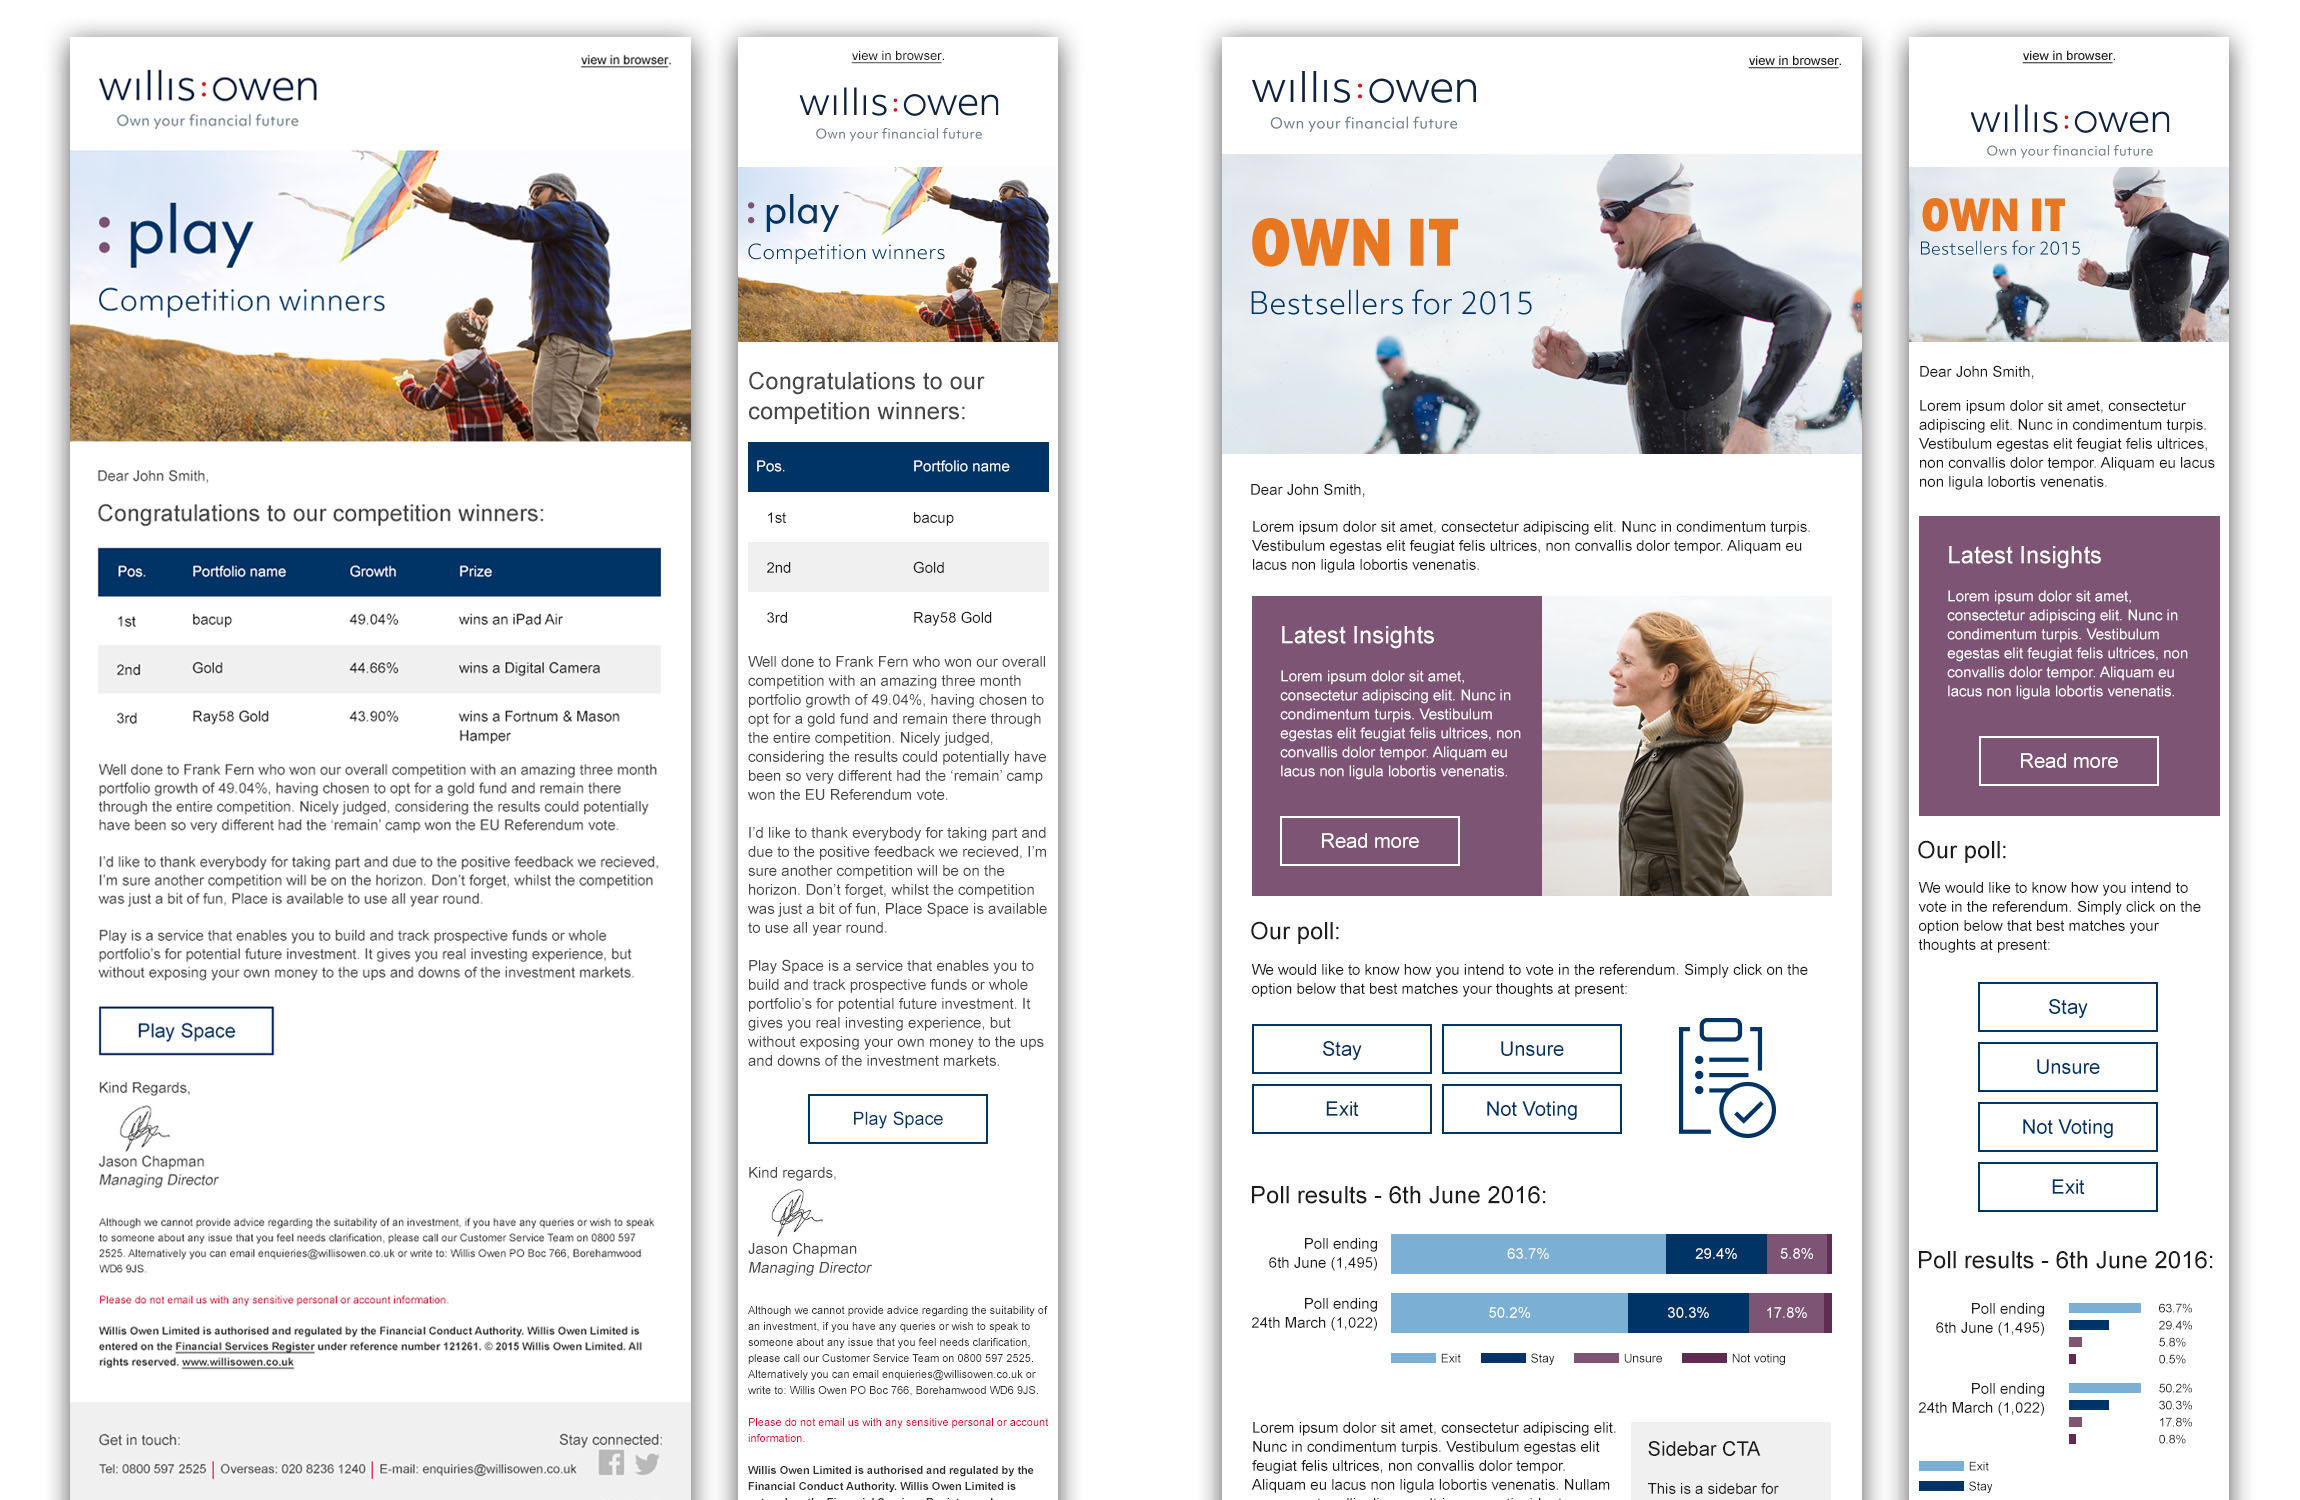 view in browser.
willis:owen
Own your financial future
: play
Competition winners
Dear John Smith,
Congratulations to our competition winners:
Pos. Portfolio name Growth Prize
1st bacup 49.04% wins an iPad Air
2nd Gold 44.66% wins a Digital Camera
3rd Ray58 Gold 43.90% wins a Fortnum & Mason
Hamper
Well done to Frank Fern who won our overall competition with an amazing three month
portfolio growth of 49.04%, having chosen to opt for a gold fund and remain there
through the entire competition. Nicely judged, considering the results could potentially
have been so very different had the ‘remain’ camp won the EU Referendum vote.
I’d like to thank everybody for taking part and due to the positive feedback we recieved,
I’m sure another competition will be on the horizon. Don’t forget, whilst the competition
was just a bit of fun, Place is available to use all year round.
Play is a service that enables you to build and track prospective funds or whole
portfolio’s for potential future investment. It gives you real investing experience, but
without exposing your own money to the ups and downs of the investment markets.
Play Space
Kind Regards,
Jason Chapman
Managing Director
Although we cannot provide advice regarding the suitability of an investment, if you have any queries or wish to speak
to someone about any issue that you feel needs clarification, please call our Customer Service Team on 0800 597
2525. Alternatively you can email enquieries@willisowen.co.uk or write to: Willis Owen PO Boc 766, Borehamwood
WD6 9JS.
Please do not email us with any sensitive personal or account information.
Willis Owen Limited is authorised and regulated by the Financial Conduct Authority. Willis Owen Limited is
entered on the Financial Services Register under reference number 121261. © 2015 Willis Owen Limited. All
rights reserved. www.willisowen.co.uk
Get in touch: Stay connected:
Tel: 0800 597 2525 | Overseas: 020 8236 1240 | E-mail: enquiries@willisowen.co.uk
view in browser.
willis:owen
Own your financial future
: play
Competition winners
Congratulations to our
competition winners:
Pos. Portfolio name
1st bacup
2nd Gold
3rd Ray58 Gold
Well done to Frank Fern who won our overall
competition with an amazing three month
portfolio growth of 49.04%, having chosen to
opt for a gold fund and remain there through
the entire competition. Nicely judged,
considering the results could potentially have
been so very different had the ‘remain’ camp
won the EU Referendum vote.
I’d like to thank everybody for taking part and
due to the positive feedback we recieved, I’m
sure another competition will be on the
horizon. Don’t forget, whilst the competition
was just a bit of fun, Place Space is available
to use all year round.
Play Space is a service that enables you to
build and track prospective funds or whole
portfolio’s for potential future investment. It
gives you real investing experience, but
without exposing your own money to the ups
and downs of the investment markets.
Play Space
Kind regards,
Jason Chapman
Managing Director
Although we cannot provide advice regarding the suitability of
an investment, if you have any queries or wish to speak to
someone about any issue that you feel needs clarification,
please call our Customer Service Team on 0800 597 2525.
Alternatively you can email enquieries@willisowen.co.uk or
write to: Willis Owen PO Boc 766, Borehamwood WD6 9JS.
Please do not email us with any sensitive personal or account
information.
Willis Owen Limited is authorised and regulated by the
Financial Conduct Authority. Willis Owen Limited is
view in browser.
willis:owen
Own your financial future
OWN IT
Bestsellers for 2015
Dear John Smith,
Lorem ipsum dolor sit amet, consectetur adipiscing elit. Nunc in condimentum turpis.
Vestibulum egestas elit feugiat felis ultrices, non convallis dolor tempor. Aliquam eu
lacus non ligula lobortis venenatis.
Latest Insights
Lorem ipsum dolor sit amet,
consectetur adipiscing elit. Nunc in
condimentum turpis. Vestibulum
egestas elit feugiat felis ultrices, non
convallis dolor tempor. Aliquam eu
lacus non ligula lobortis venenatis.
Read more
Our poll:
We would like to know how you intend to vote in the referendum. Simply click on the
option below that best matches your thoughts at present:
Stay Unsure
Exit Not Voting
Poll results - 6th June 2016:
Poll ending
6th June (1,495) 63.7% 29.4% 5.8%
Poll ending
24th March (1,022) 50.2% 30.3% 17.8%
Exit Stay Unsure Not voting
Lorem ipsum dolor sit amet, consectetur adipiscing elit.
Nunc in condimentum turpis. Vestibulum egestas elit
feugiat felis ultrices, non convallis dolor tempor.
Aliquam eu lacus non ligula lobortis venenatis. Nullam
Sidebar CTA
This is a sidebar for
view in browser.
willis:owen
Own your financial future
OWN IT
Bestsellers for 2015
Dear John Smith,
Lorem ipsum dolor sit amet, consectetur
adipiscing elit. Nunc in condimentum turpis.
Vestibulum egestas elit feugiat felis ultrices,
non convallis dolor tempor. Aliquam eu lacus
non ligula lobortis venenatis.
Latest Insights
Lorem ipsum dolor sit amet,
consectetur adipiscing elit. Nunc in
condimentum turpis. Vestibulum
egestas elit feugiat felis ultrices, non
convallis dolor tempor. Aliquam eu
lacus non ligula lobortis venenatis.
Read more
Our poll:
We would like to know how you intend to
vote in the referendum. Simply click on the
option below that best matches your
thoughts at present:
Stay
Unsure
Not Voting
Exit
Poll results - 6th June 2016:
Poll ending
6th June (1,495)
63.7%
29.4%
5.8%
0.5%
Poll ending
24th March (1,022)
50.2%
30.3%
17.8%
0.8%
Exit
Stay